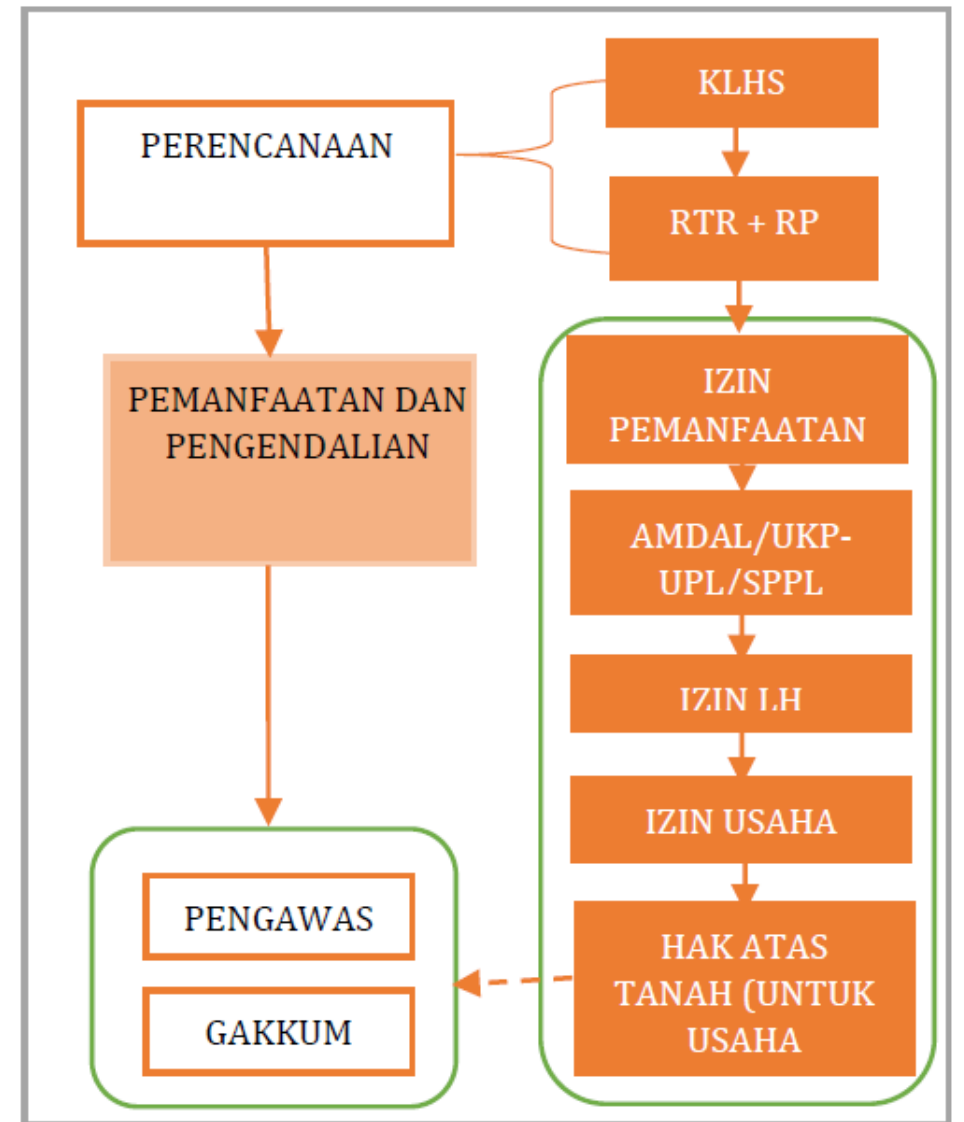 PERENCANAAN
KLHS
RTR + RP
PEMANFAATAN DAN
PENGENDALIAN
IZIN
PEMANFAATAN
AMDAL/UKP-
UPL/SPPL
IZIN LH
IZIN USAHA
HAK ATAS
TANAH (UNTUK
USAHA
PENGAWAS
GAKKUM